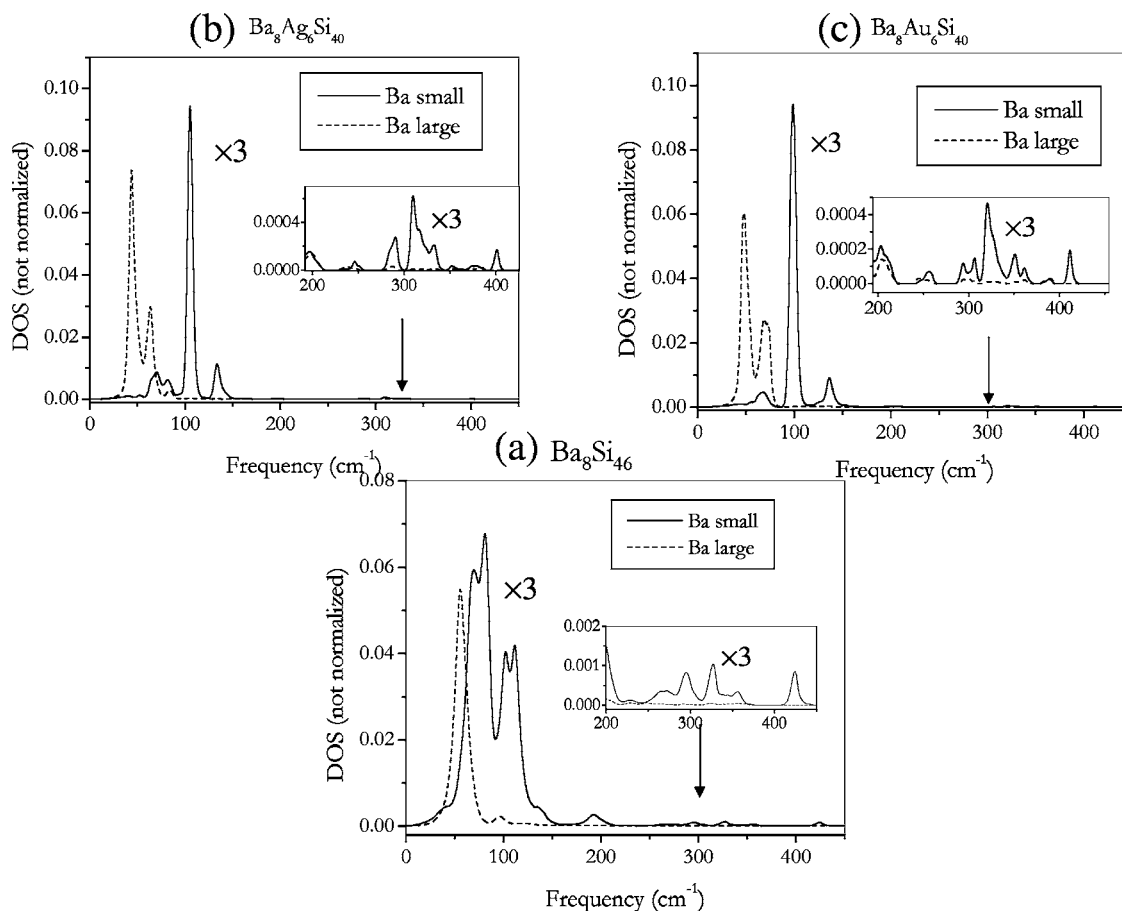 (b) Ba₈Ag₆Si₄₀
0.10
0.08
0.06
0.04
0.02
0.00
DOS (not normalized)
Ba small
Ba large
×3
0.0004
0.0000
×3
200 300 400
0 100 200 300 400
Frequency (cm⁻¹)
(c) Ba₈Au₆Si₄₀
0.10
0.08
0.06
0.04
0.02
0.00
DOS (not normalized)
Ba small
Ba large
×3
0.0004
0.0002
0.0000
×3
200 300 400
0 100 200 300 400
Frequency (cm⁻¹)
(a) Ba₈Si₄₆
0.08
0.06
0.04
0.02
0.00
DOS (not normalized)
Ba small
Ba large
×3
0.002
0.001
0.000
×3
200 300 400
0 100 200 300 400
Frequency (cm⁻¹)